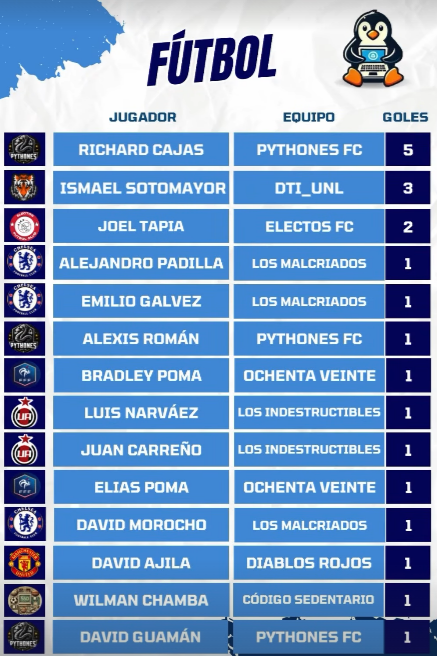 FÚTBOL
JUGADOR EQUIPO GOLES
PYTHONES RICHARD CAJAS PYTHONES FC 5
ISMAEL SOTOMAYOR DTI_UNL 3
JOEL TAPIA ELECTOS FC 2
CHELSEA ALEJANDRO PADILLA LOS MALCRIADOS 1
CHELSEA EMILIO GALVEZ LOS MALCRIADOS 1
PYTHONES ALEXIS ROMÁN PYTHONES FC 1
BRADLEY POMA OCHENTA VEINTE 1
LUIS NARVÁEZ LOS INDESTRUCTIBLES 1
JUAN CARREÑO LOS INDESTRUCTIBLES 1
ELIAS POMA OCHENTA VEINTE 1
CHELSEA DAVID MOROCHO LOS MALCRIADOS 1
DAVID AJILA DIABLOS ROJOS 1
WILMAN CHAMBA CÓDIGO SEDENTARIO 1
PYTHONES DAVID GUAMÁN PYTHONES FC 1